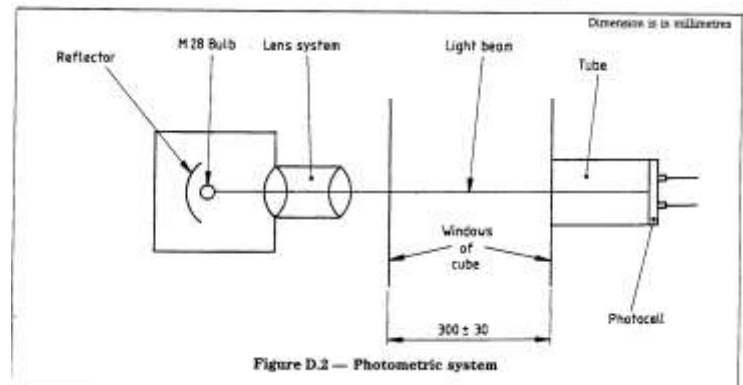 Dimension is in millimetres
M 28 Bulb
Lens system
Light beam
Reflector
Tube
Windows
of
cube
Photocell
300 ± 30
Figure D.2 — Photometric system